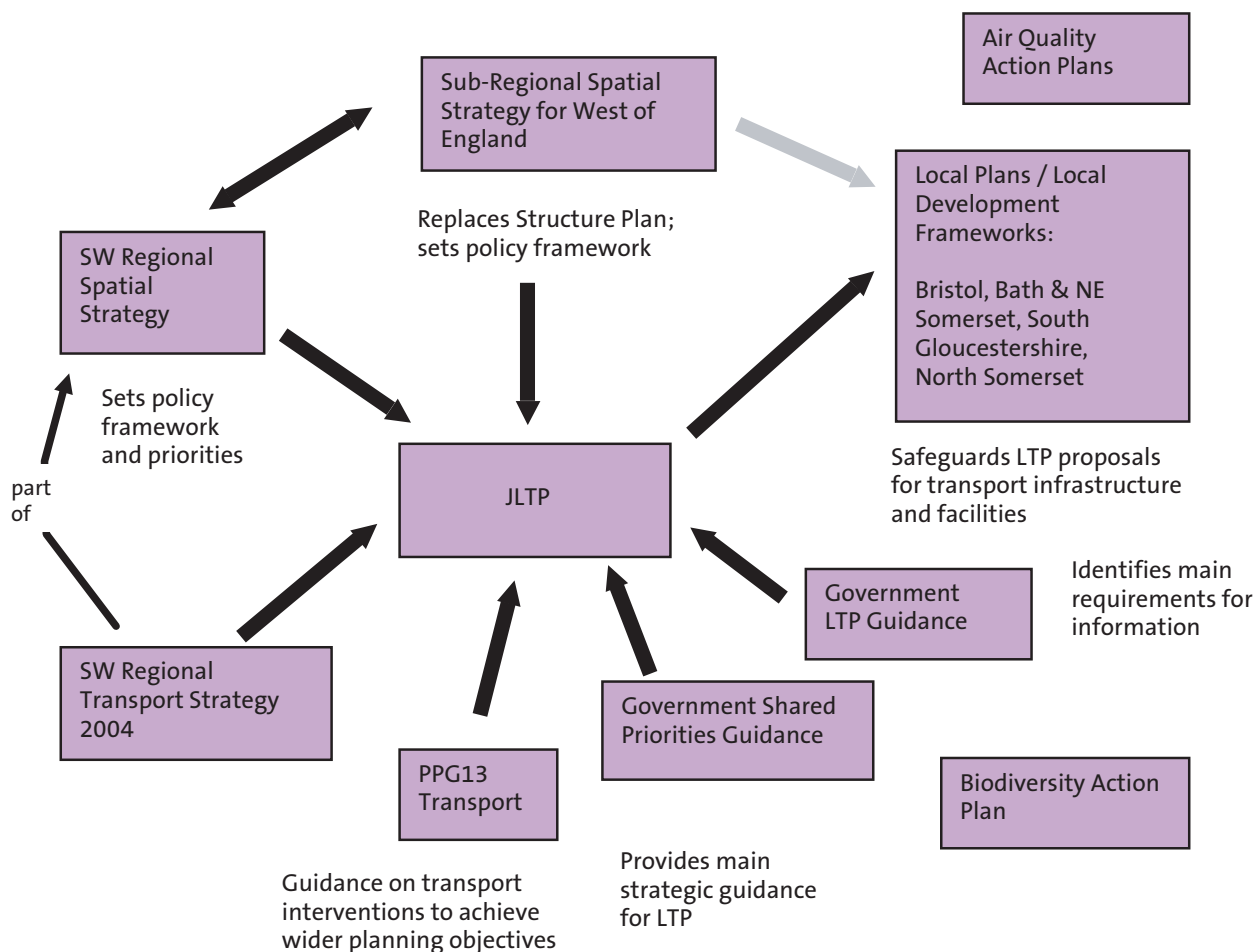 Air Quality
Action Plans
Sub-Regional Spatial
Strategy for West of
England
Local Plans / Local
Development
Frameworks:
Bristol, Bath & NE
Somerset, South
Gloucestershire,
North Somerset
Replaces Structure Plan;
sets policy framework
SW Regional
Spatial
Strategy
Sets policy
framework
and priorities
part
of
JLTP
Safeguards LTP proposals
for transport infrastructure
and facilities
Government
LTP Guidance
Identifies main
requirements for
information
SW Regional
Transport Strategy
2004
Government Shared
Priorities Guidance
PPG13
Transport
Biodiversity Action
Plan
Guidance on transport
interventions to achieve
wider planning objectives
Provides main
strategic guidance
for LTP